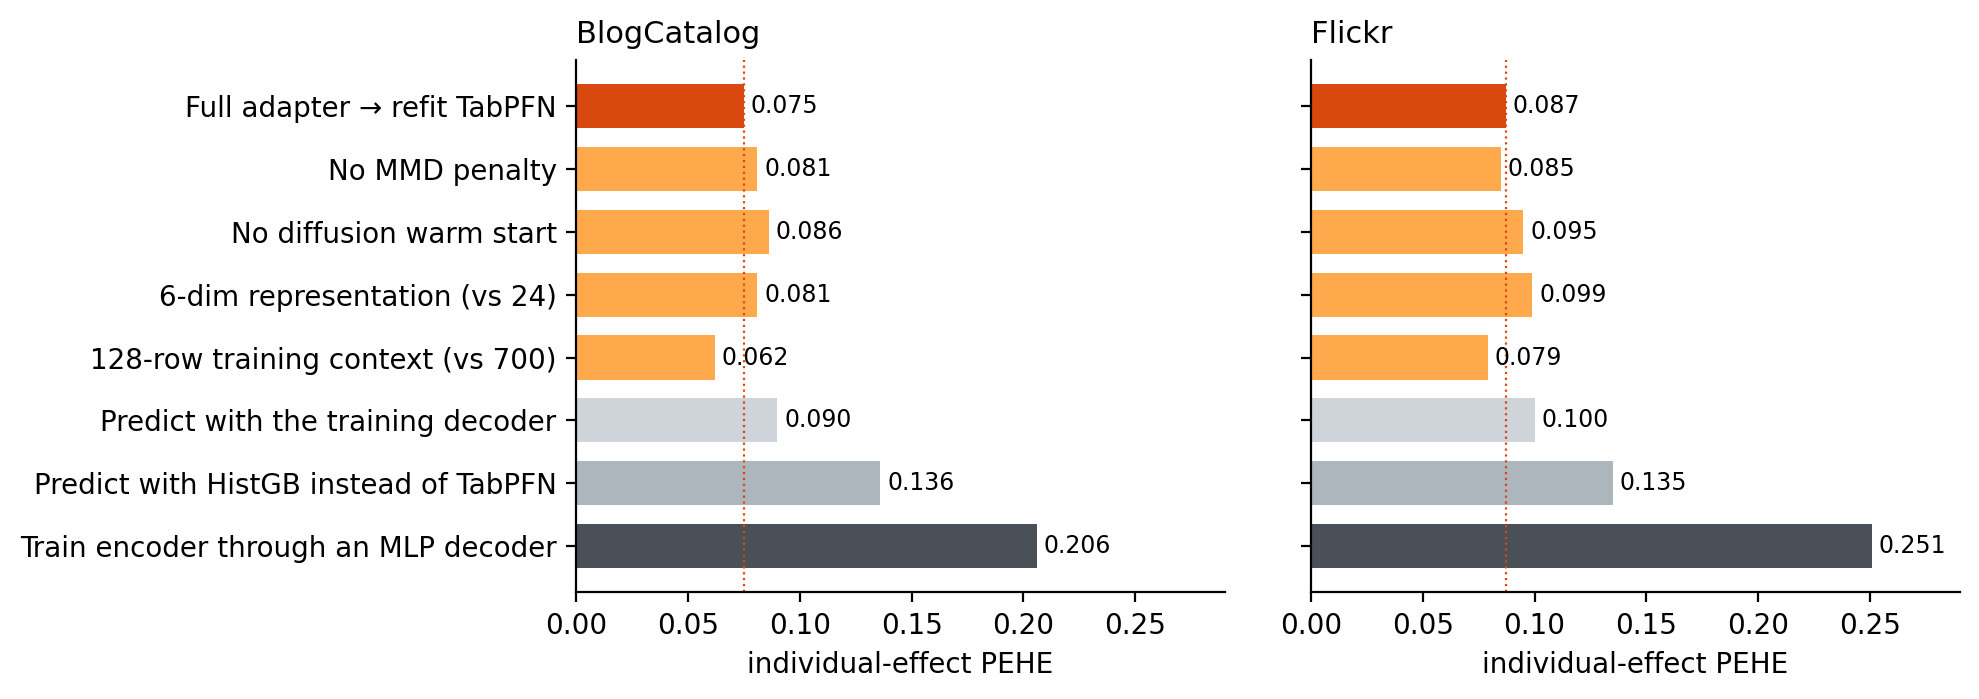 BlogCatalog
Flickr
Full adapter → refit TabPFN
0.075
0.087
No MMD penalty
0.081
0.085
No diffusion warm start
0.086
0.095
6-dim representation (vs 24)
0.081
0.099
128-row training context (vs 700)
0.062
0.079
Predict with the training decoder
0.090
0.100
Predict with HistGB instead of TabPFN
0.136
0.135
Train encoder through an MLP decoder
0.206
0.251
0.00 0.05 0.10 0.15 0.20 0.25
0.00 0.05 0.10 0.15 0.20 0.25
individual-effect PEHE
individual-effect PEHE